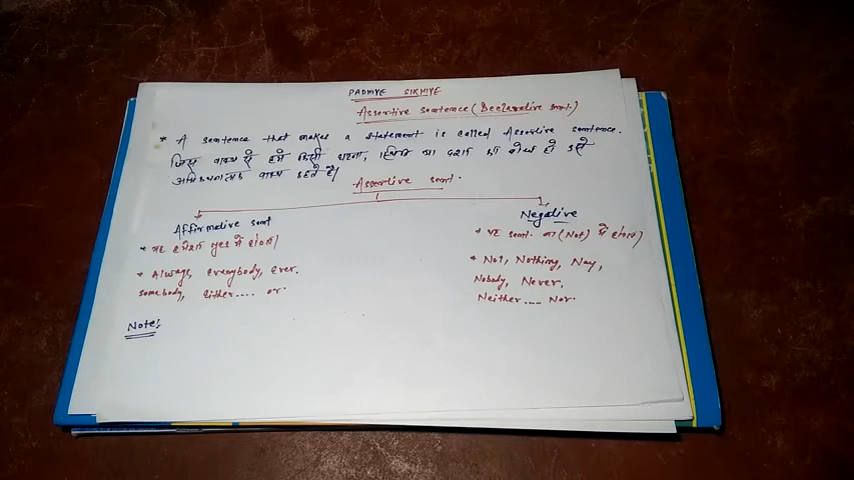 PADHIYE SIKHIYE
Assertive sentence (Declarative sent.)
* A sentence that makes a statement is called Assertive sentence.
जिस वाक्य से हमें किसी घटना, स्थिति या दशा का बोध हो उसे
अभिकथनात्मक वाक्य कहते है।
Assertive sent.
Affirmative sent
* यह हमेशा yes में होगा।
* Always, everybody, ever.
somebody, Either.... or.
Negative
* यह sent. ना (Not) में होगा)
* Not, Nothing, Nay,
Nobody, Never.
Neither.... Nor.
Note: